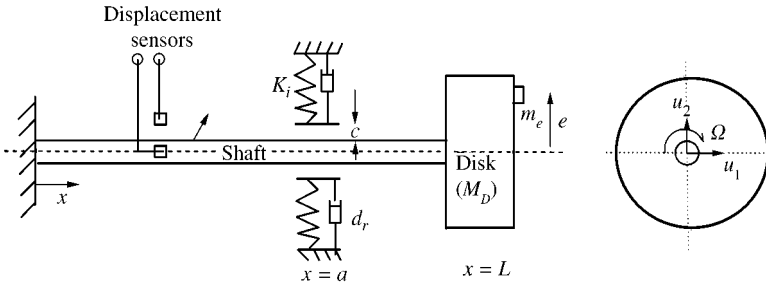 Displacement
sensors
K_i
c
m_e
e
Shaft
Disk
(M_D)
x
d_r
x = a
x = L
u_2
Ω
u_1